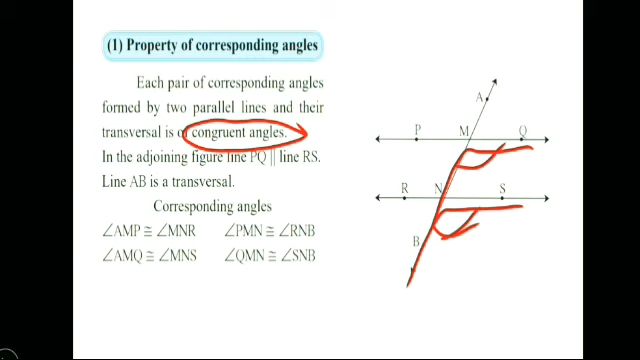 (1) Property of corresponding angles
Each pair of corresponding angles
formed by two parallel lines and their
transversal is of congruent angles.
In the adjoining figure line PQ || line RS.
Line AB is a transversal.
Corresponding angles
∠AMP ≅ ∠MNR ∠PMN ≅ ∠RNB
∠AMQ ≅ ∠MNS ∠QMN ≅ ∠SNB
A
P M Q
R N S
B